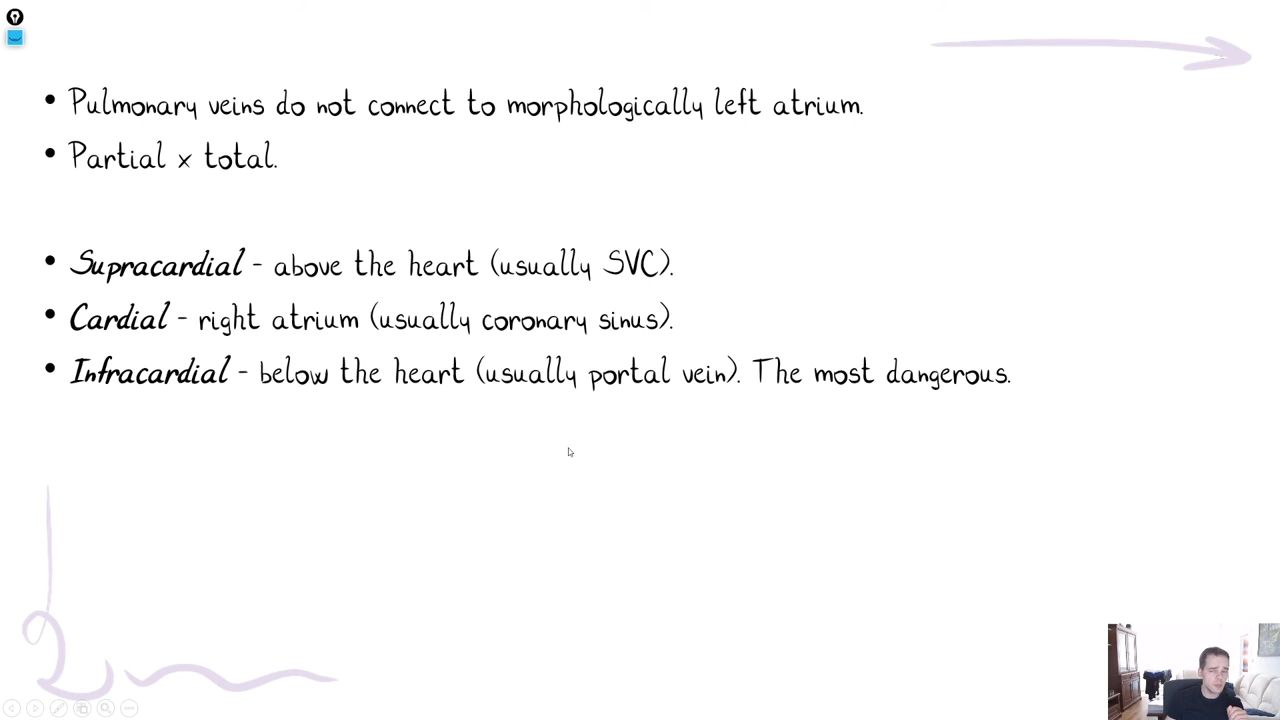 • Pulmonary veins do not connect to morphologically left atrium.
• Partial x total.
• Supracardial - above the heart (usually SVC).
• Cardial - right atrium (usually coronary sinus).
• Infracardial - below the heart (usually portal vein). The most dangerous.